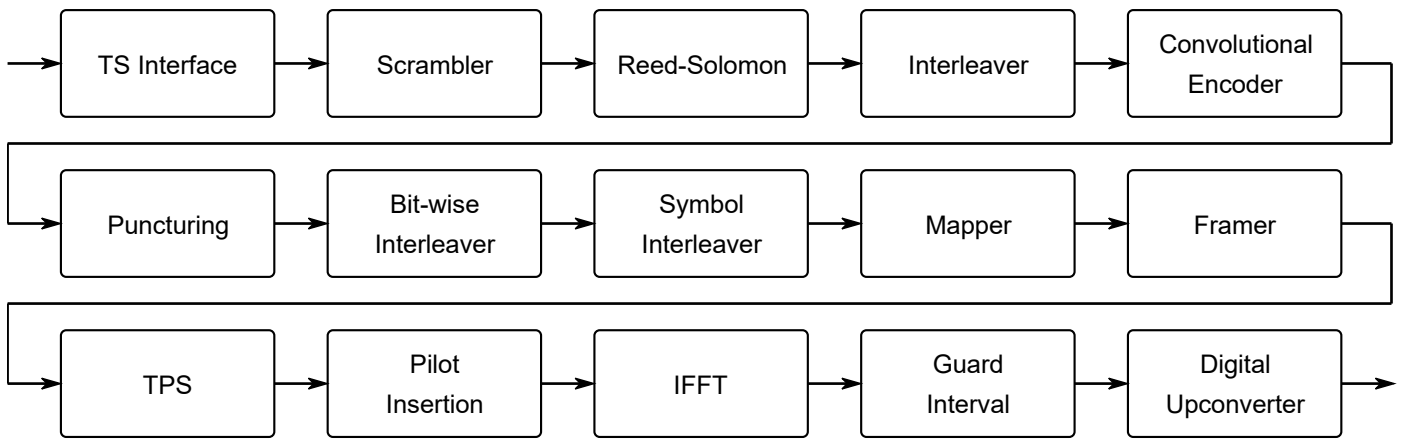 TS Interface
Scrambler
Reed-Solomon
Interleaver
Convolutional
Encoder
Puncturing
Bit-wise
Interleaver
Symbol
Interleaver
Mapper
Framer
TPS
Pilot
Insertion
IFFT
Guard
Interval
Digital
Upconverter